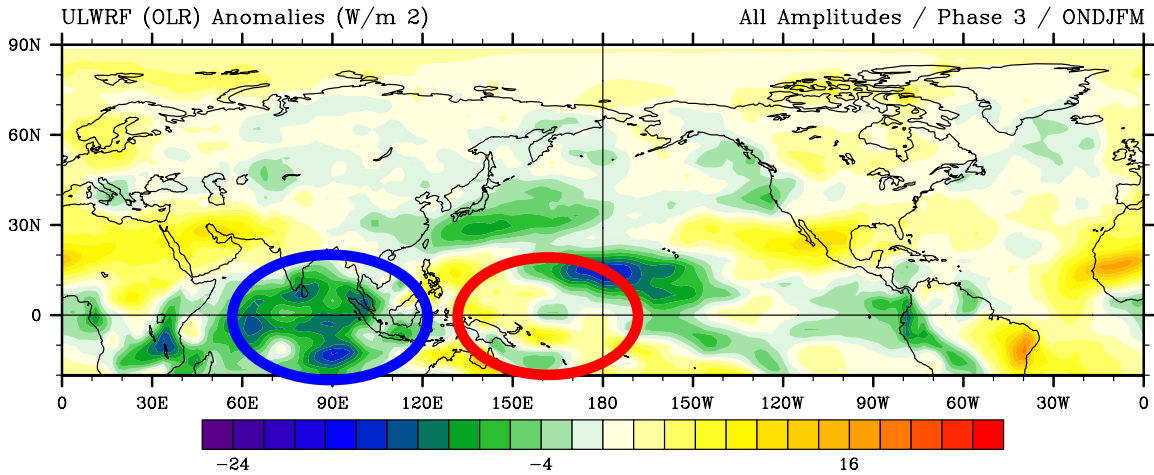 ULWRF (OLR) Anomalies (W/m 2) All Amplitudes / Phase 3 / ONDJFM
90N
60N
30N
0
0 30E 60E 90E 120E 150E 180 150W 120W 90W 60W 30W 0
-24 -4 16